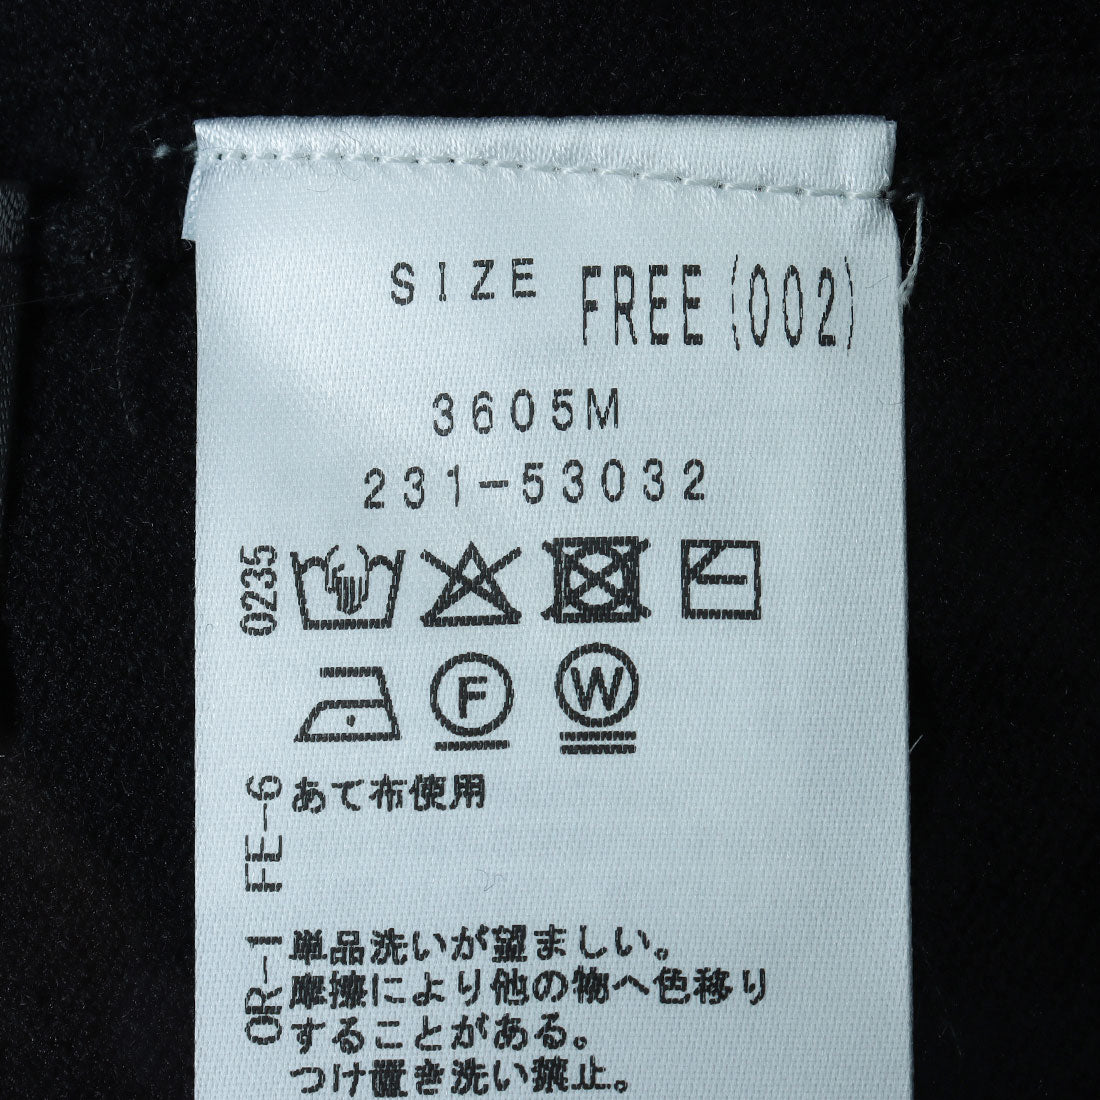 SIZE FREE(002)
3605M
231-53032
0235
F
W
FE-6
あて布使用
OR-1
単品洗いが望ましい。
摩擦により他の物へ色移り
することがある。
つけ置き洗い禁止。